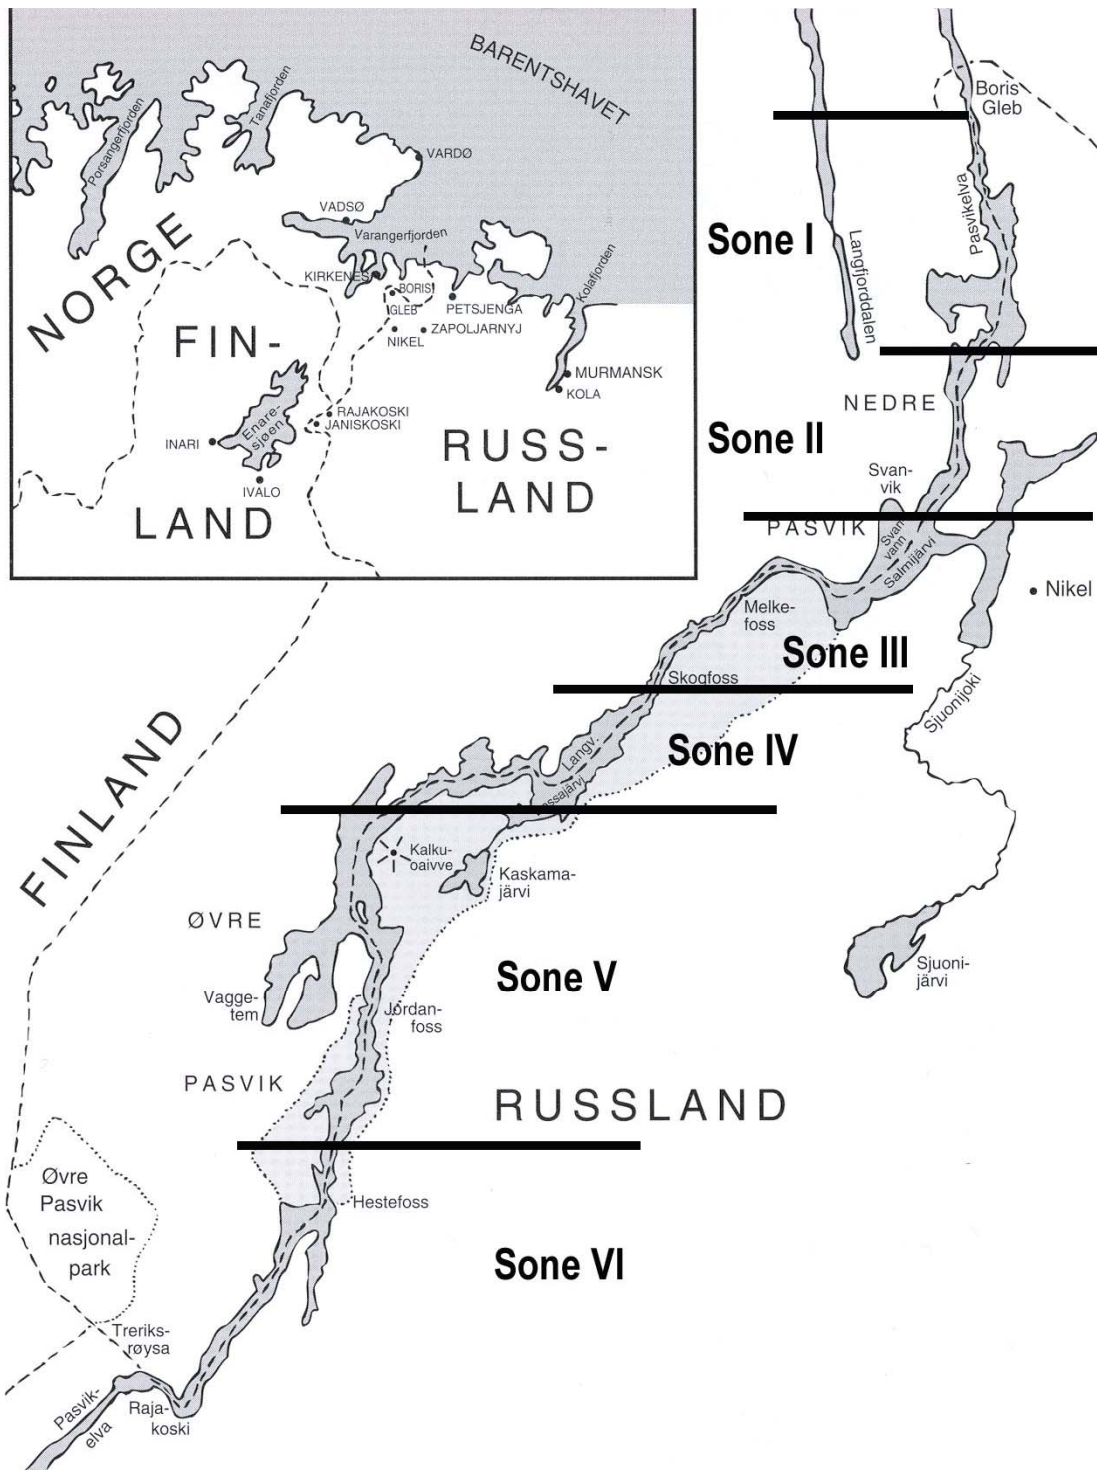 BARENTSHAVET
Porsangerfjorden
Tanafjorden
VARDØ
VADSØ
Varangerfjorden
NORGE
KIRKENES
BORIS
GLEB
PETSJENGA
Kolafjorden
NIKEL
ZAPOLJARNYJ
FIN-
LAND
MURMANSK
KOLA
Enare-
sjøen
RAJAKOSKI
JANISKOSKI
INARI
IVALO
RUSS-
LAND
Boris
Gleb
Pasvikelva
Sone I
Langfjorddalen
NEDRE
Sone II
Svan-
vik
PASVIK
Svan-
vann
Salmijärvi
Nikel
Melke-
foss
Sone III
Skogfoss
Sjuonijoki
FINLAND
Langv.
Sone IV
Kalku-
oaivve
Kaskama-
järvi
ØVRE
Sone V
Sjuoni-
järvi
Vagge-
tem
Jordan-
foss
PASVIK
RUSSLAND
Øvre
Pasvik
nasjonal-
park
Hestefoss
Sone VI
Treriks-
røysa
Pasvik-
elva
Raja-
koski